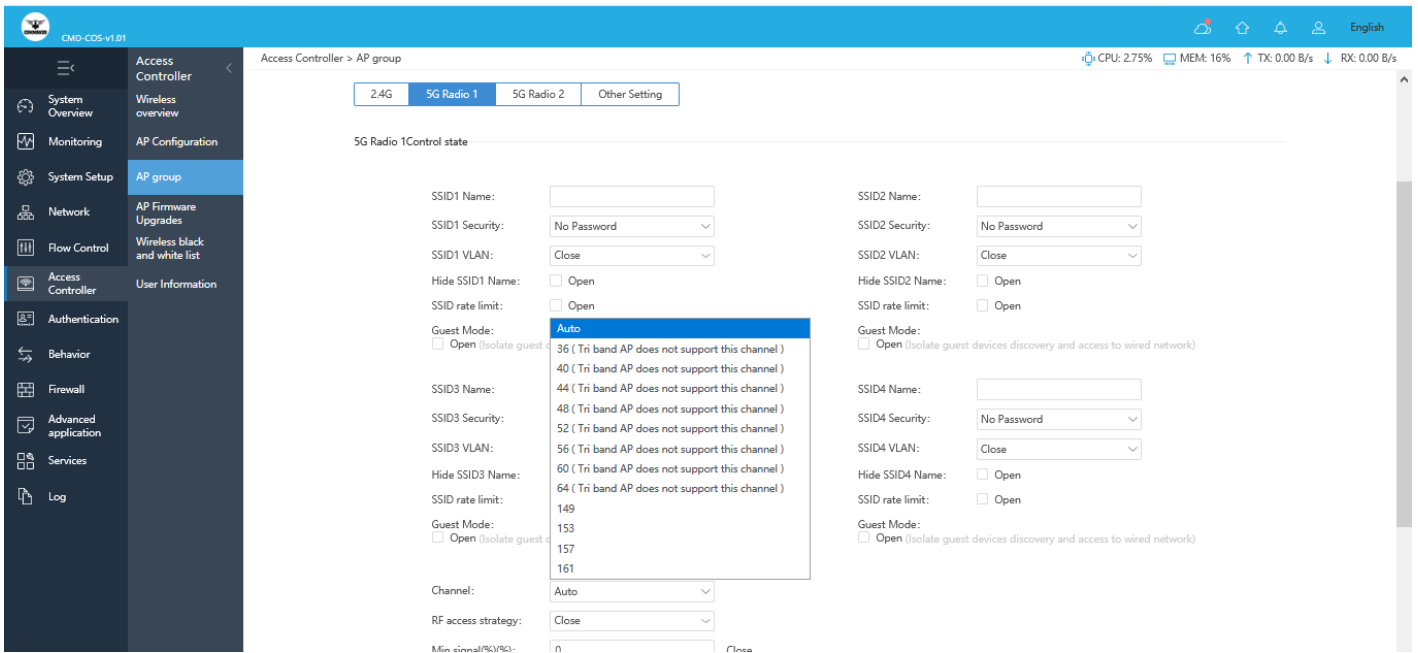 CMD-COS-v1.01
English
Access Controller > AP group
CPU: 2.75% MEM: 16% TX: 0.00 B/s RX: 0.00 B/s
System Overview
Monitoring
System Setup
Network
Flow Control
Access Controller
Authentication
Behavior
Firewall
Advanced application
Services
Log
Access Controller
Wireless overview
AP Configuration
AP group
AP Firmware Upgrades
Wireless black and white list
User Information
2.4G 5G Radio 1 5G Radio 2 Other Setting
5G Radio 1Control state
SSID1 Name:
SSID1 Security: No Password
SSID1 VLAN: Close
Hide SSID1 Name: Open
SSID rate limit: Open
Guest Mode:
Open (Isolate guest
SSID2 Name:
SSID2 Security: No Password
SSID2 VLAN: Close
Hide SSID2 Name: Open
SSID rate limit: Open
Guest Mode:
Open (Isolate guest devices discovery and access to wired network)
Auto
36 ( Tri band AP does not support this channel )
40 ( Tri band AP does not support this channel )
44 ( Tri band AP does not support this channel )
48 ( Tri band AP does not support this channel )
52 ( Tri band AP does not support this channel )
56 ( Tri band AP does not support this channel )
60 ( Tri band AP does not support this channel )
64 ( Tri band AP does not support this channel )
149
153
157
161
SSID3 Name:
SSID3 Security:
SSID3 VLAN:
Hide SSID3 Name:
SSID rate limit:
Guest Mode:
Open (Isolate guest
SSID4 Name:
SSID4 Security: No Password
SSID4 VLAN: Close
Hide SSID4 Name: Open
SSID rate limit: Open
Guest Mode:
Open (Isolate guest devices discovery and access to wired network)
Channel: Auto
RF access strategy: Close
Min signal(%)(%): 0 Close